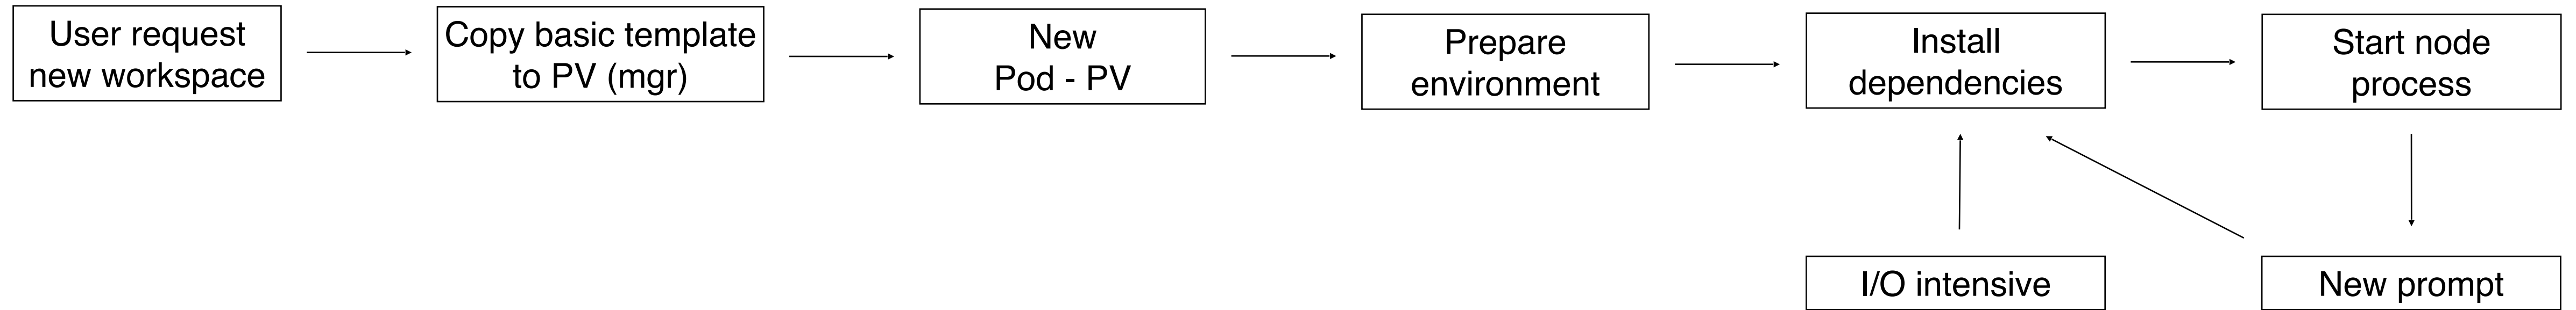 User request
new workspace
Copy basic template
to PV (mgr)
New
Pod - PV
Prepare
environment
Install
dependencies
Start node
process
I/O intensive
New prompt